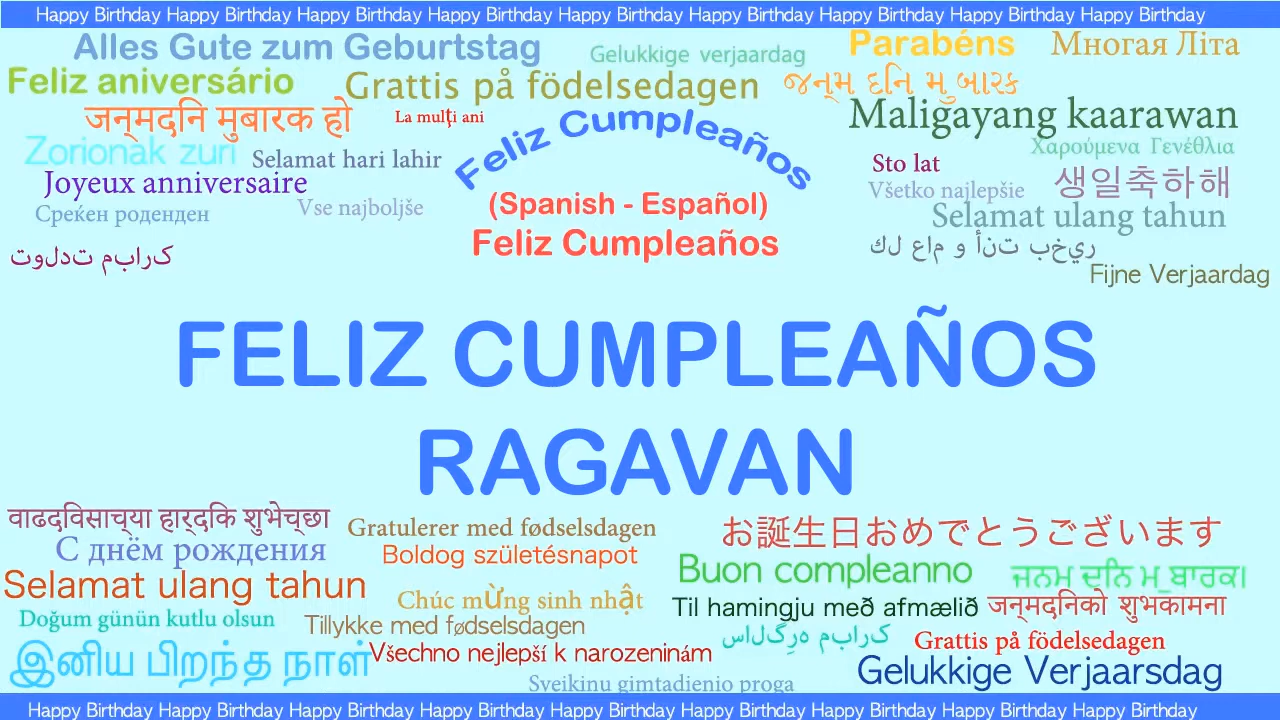 Happy Birthday Happy Birthday Happy Birthday Happy Birthday Happy Birthday Happy Birthday Happy Birthday Happy Birthday Happy Birthday
Alles Gute zum Geburtstag
Gelukkige verjaardag
Parabéns
Многая Літа
Feliz aniversário
Grattis på födelsedagen
જન્મ દિન મુબારક
जन्मदिन मुबारक हो
La mulţi ani
Feliz Cumpleaños
Maligayang kaarawan
Zorionak zuri
Selamat hari lahir
Sto lat
Χαρούμενα Γενέθλια
Joyeux anniversaire
(Spanish - Español)
Všetko najlepšie
생일축하해
Среќен роденден
Vse najboljše
Feliz Cumpleaños
Selamat ulang tahun
تولدت مبارک
كل عام و أنت بخير
Fijne Verjaardag
FELIZ CUMPLEAÑOS
RAGAVAN
वाढदिवसाच्या हार्दिक शुभेच्छा
Gratulerer med fødselsdagen
お誕生日おめでとうございます
С днём рождения
Boldog születésnapot
Buon compleanno
ਜਨਮ ਦਿਨ ਮੁਬਾਰਕ।
Selamat ulang tahun
Chúc mừng sinh nhật
Til hamingju með afmælið
जन्मदिनको शुभकामना
Doğum günün kutlu olsun
Tillykke med fødselsdagen
سالگرہ مبارک
Grattis på födelsedagen
இனிய பிறந்த நாள்
Všechno nejlepší k narozeninám
Gelukkige Verjaarsdag
Sveikinu gimtadienio proga
Happy Birthday Happy Birthday Happy Birthday Happy Birthday Happy Birthday Happy Birthday Happy Birthday Happy Birthday Happy Birthday